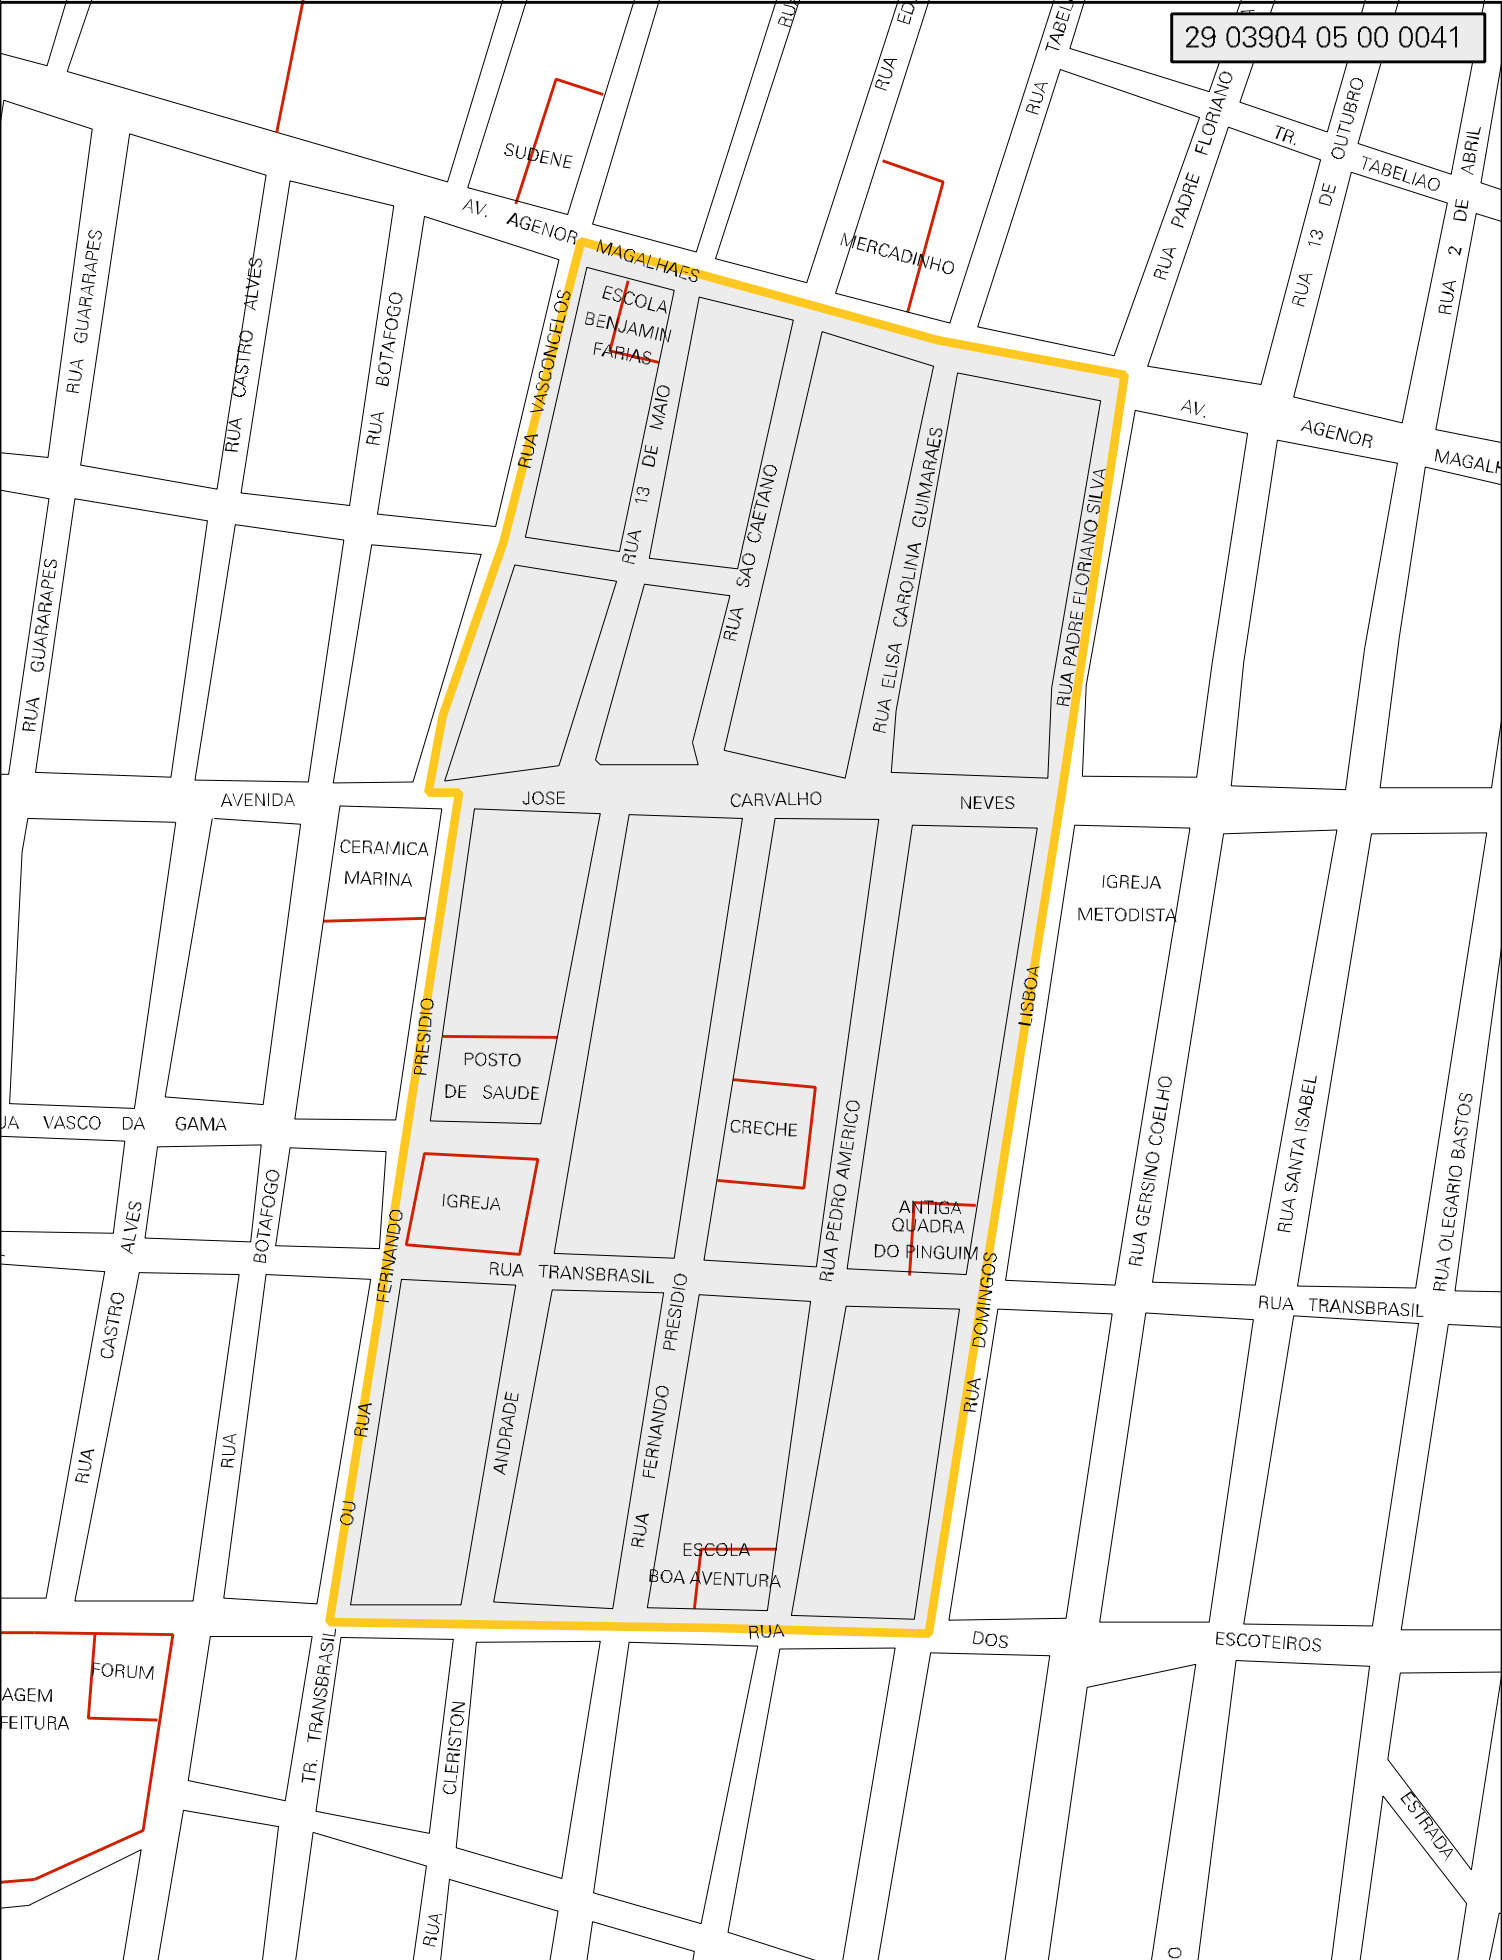 29 03904 05 00 0041
RUA
RUA
RUA TABEL
RUA PADRE FLORIANO
RUA 13 DE OUTUBRO
RUA 2 DE ABRIL
TR. TABELIAO
SUDENE
AV. AGENOR MAGALHAES
MERCADINHO
RUA GUARARAPES
RUA CASTRO ALVES
RUA BOTAFOGO
RUA VASCONCELOS
ESCOLA
BENJAMIN
FARIAS
RUA 13 DE MAIO
RUA SAO CAETANO
RUA ELISA CAROLINA GUIMARAES
RUA PADRE FLORIANO SILVA
AV. AGENOR MAGALH
RUA GUARARAPES
AVENIDA JOSE CARVALHO NEVES
CERAMICA
MARINA
IGREJA
METODISTA
POSTO
DE SAUDE
CRECHE
IGREJA
ANTIGA
QUADRA
DO PINGUIM
UA VASCO DA GAMA
RUA CASTRO ALVES
RUA BOTAFOGO
OU RUA FERNANDO PRESIDIO
RUA TRANSBRASIL
ANDRADE
RUA FERNANDO PRESIDIO
RUA PEDRO AMERICO
RUA DOMINGOS LISBOA
RUA GERSINO COELHO
RUA SANTA ISABEL
RUA OLEGARIO BASTOS
RUA TRANSBRASIL
ESCOLA
BOA AVENTURA
RUA DOS ESCOTEIROS
FORUM
AGEM
FEITURA
TR. TRANSBRASIL
RUA CLERISTON
ESTRADA
O